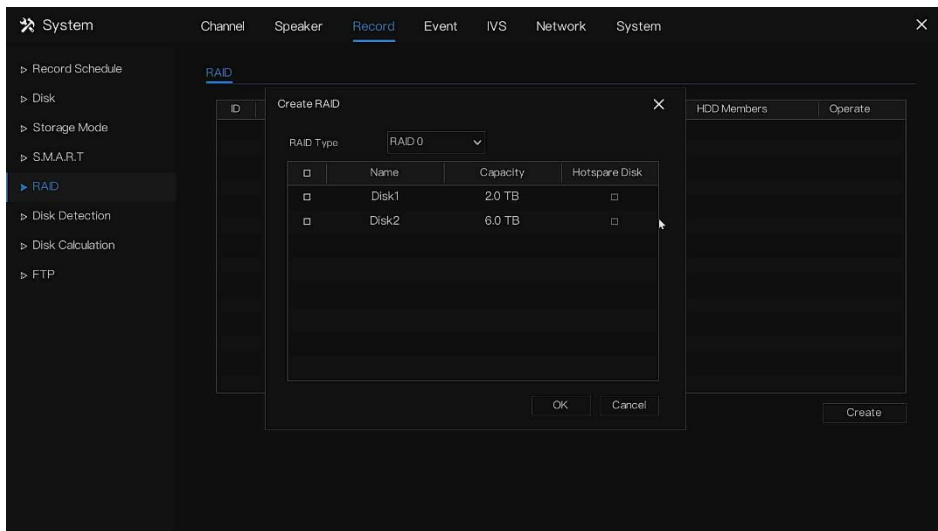 System Channel Speaker Record Event IVS Network System
Record Schedule
Disk
Storage Mode
S.M.A.R.T
RAID
Disk Detection
Disk Calculation
FTP
RAID
ID HDD Members Operate
Create RAID
RAID Type RAID 0
Name Capacity Hotspare Disk
Disk1 2.0 TB
Disk2 6.0 TB
OK Cancel
Create